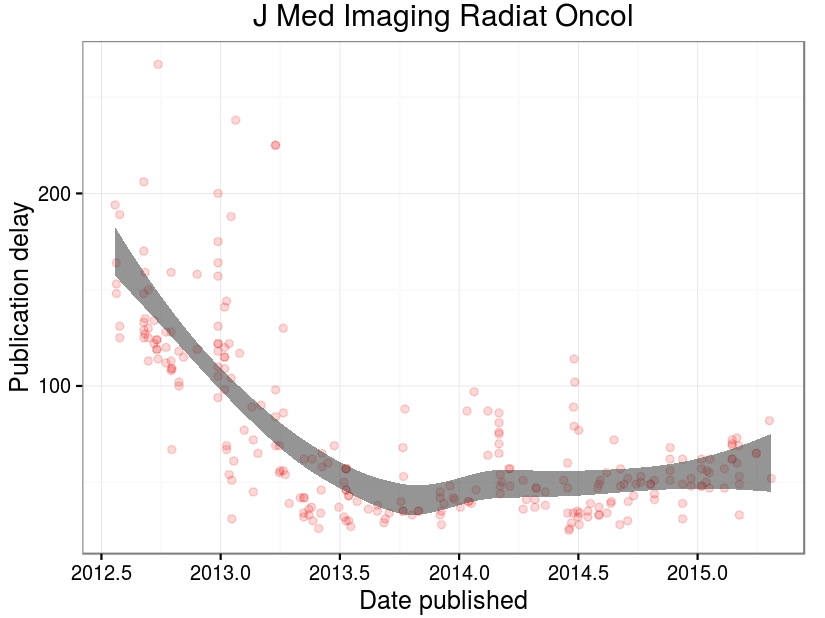 J Med Imaging Radiat Oncol
Publication delay
200
100
2012.5 2013.0 2013.5 2014.0 2014.5 2015.0
Date published